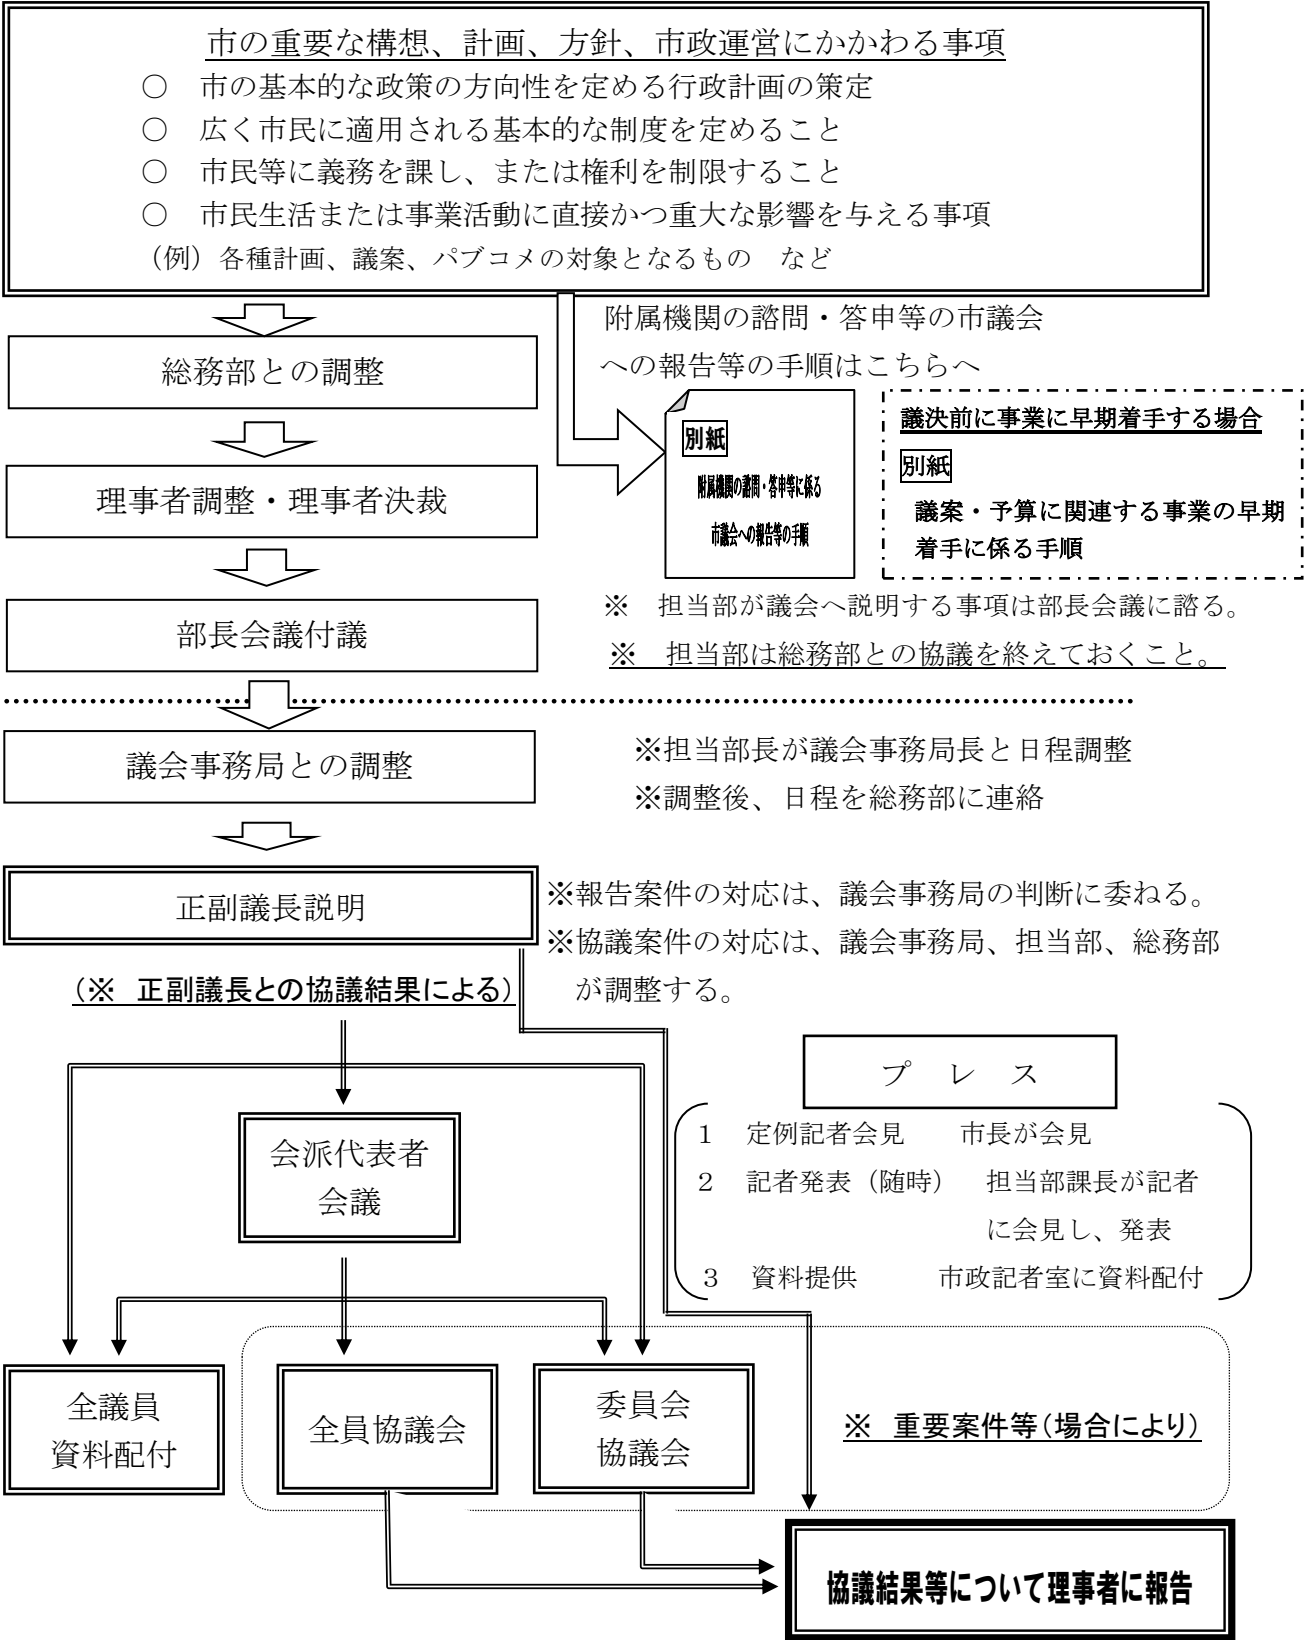 市の重要な構想、計画、方針、市政運営にかかわる事項
○ 市の基本的な政策の方向性を定める行政計画の策定
○ 広く市民に適用される基本的な制度を定めること
○ 市民等に義務を課し、または権利を制限すること
○ 市民生活または事業活動に直接かつ重大な影響を与える事項
（例）各種計画、議案、パブコメの対象となるもの　など
附属機関の諮問・答申等の市議会
への報告等の手順はこちらへ
総務部との調整
別紙
附属機関の諮問・答申等に係る
市議会への報告等の手順
議決前に事業に早期着手する場合
別紙
議案・予算に関連する事業の早期
着手に係る手順
理事者調整・理事者決裁
部長会議付議
※　担当部が議会へ説明する事項は部長会議に諮る。
※　担当部は総務部との協議を終えておくこと。
議会事務局との調整
※担当部長が議会事務局長と日程調整
※調整後、日程を総務部に連絡
正副議長説明
※報告案件の対応は、議会事務局の判断に委ねる。
※協議案件の対応は、議会事務局、担当部、総務部
が調整する。
（※　正副議長との協議結果による）
プ　レ　ス
1　定例記者会見　　市長が会見
2　記者発表（随時）　担当部課長が記者
に会見し、発表
3　資料提供　　　市政記者室に資料配付
会派代表者
会議
全議員
資料配付
全員協議会
委員会
協議会
※　重要案件等（場合により）
協議結果等について理事者に報告